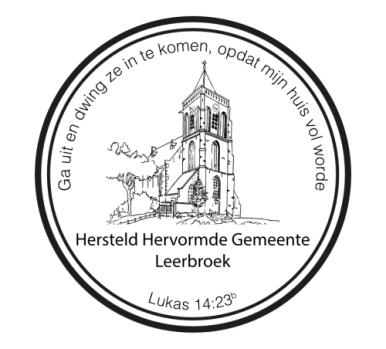 Ga uit en dwing ze in te komen, opdat mijn huis vol worde
Hersteld Hervormde Gemeente
Leerbroek
Lukas 14:23ᵇ